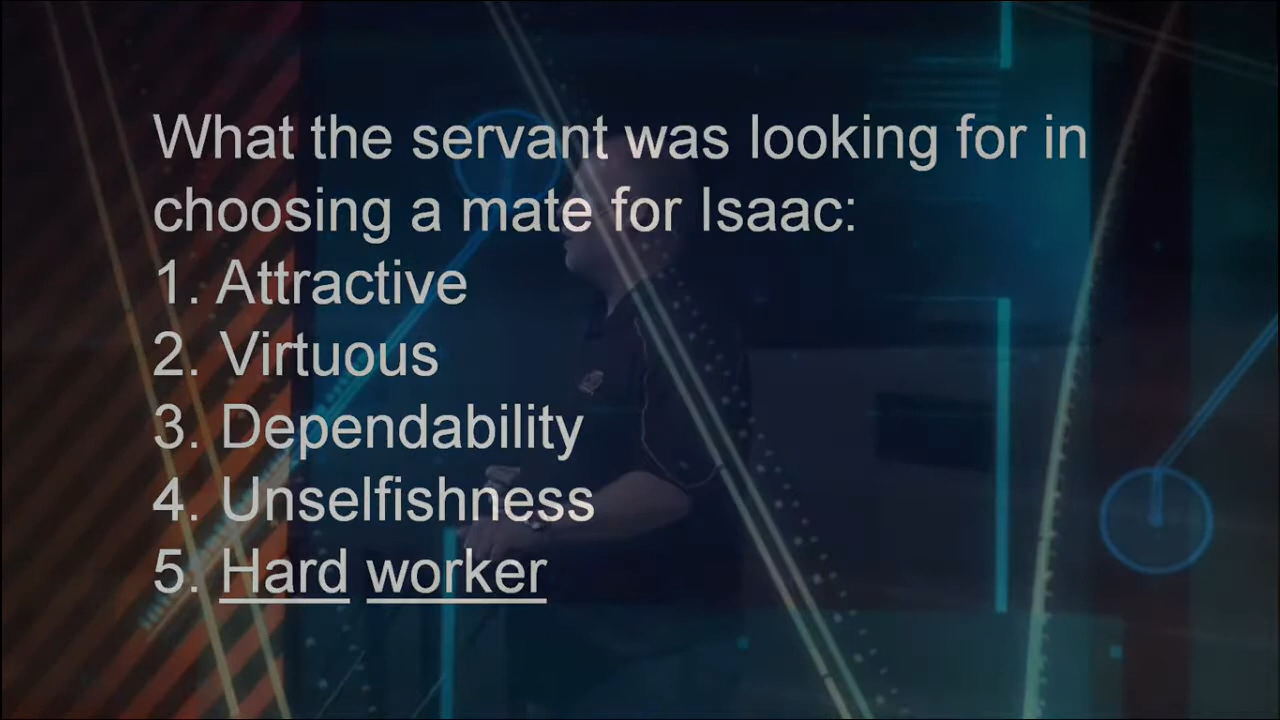 What the servant was looking for in
choosing a mate for Isaac:
1. Attractive
2. Virtuous
3. Dependability
4. Unselfishness
5. Hard worker